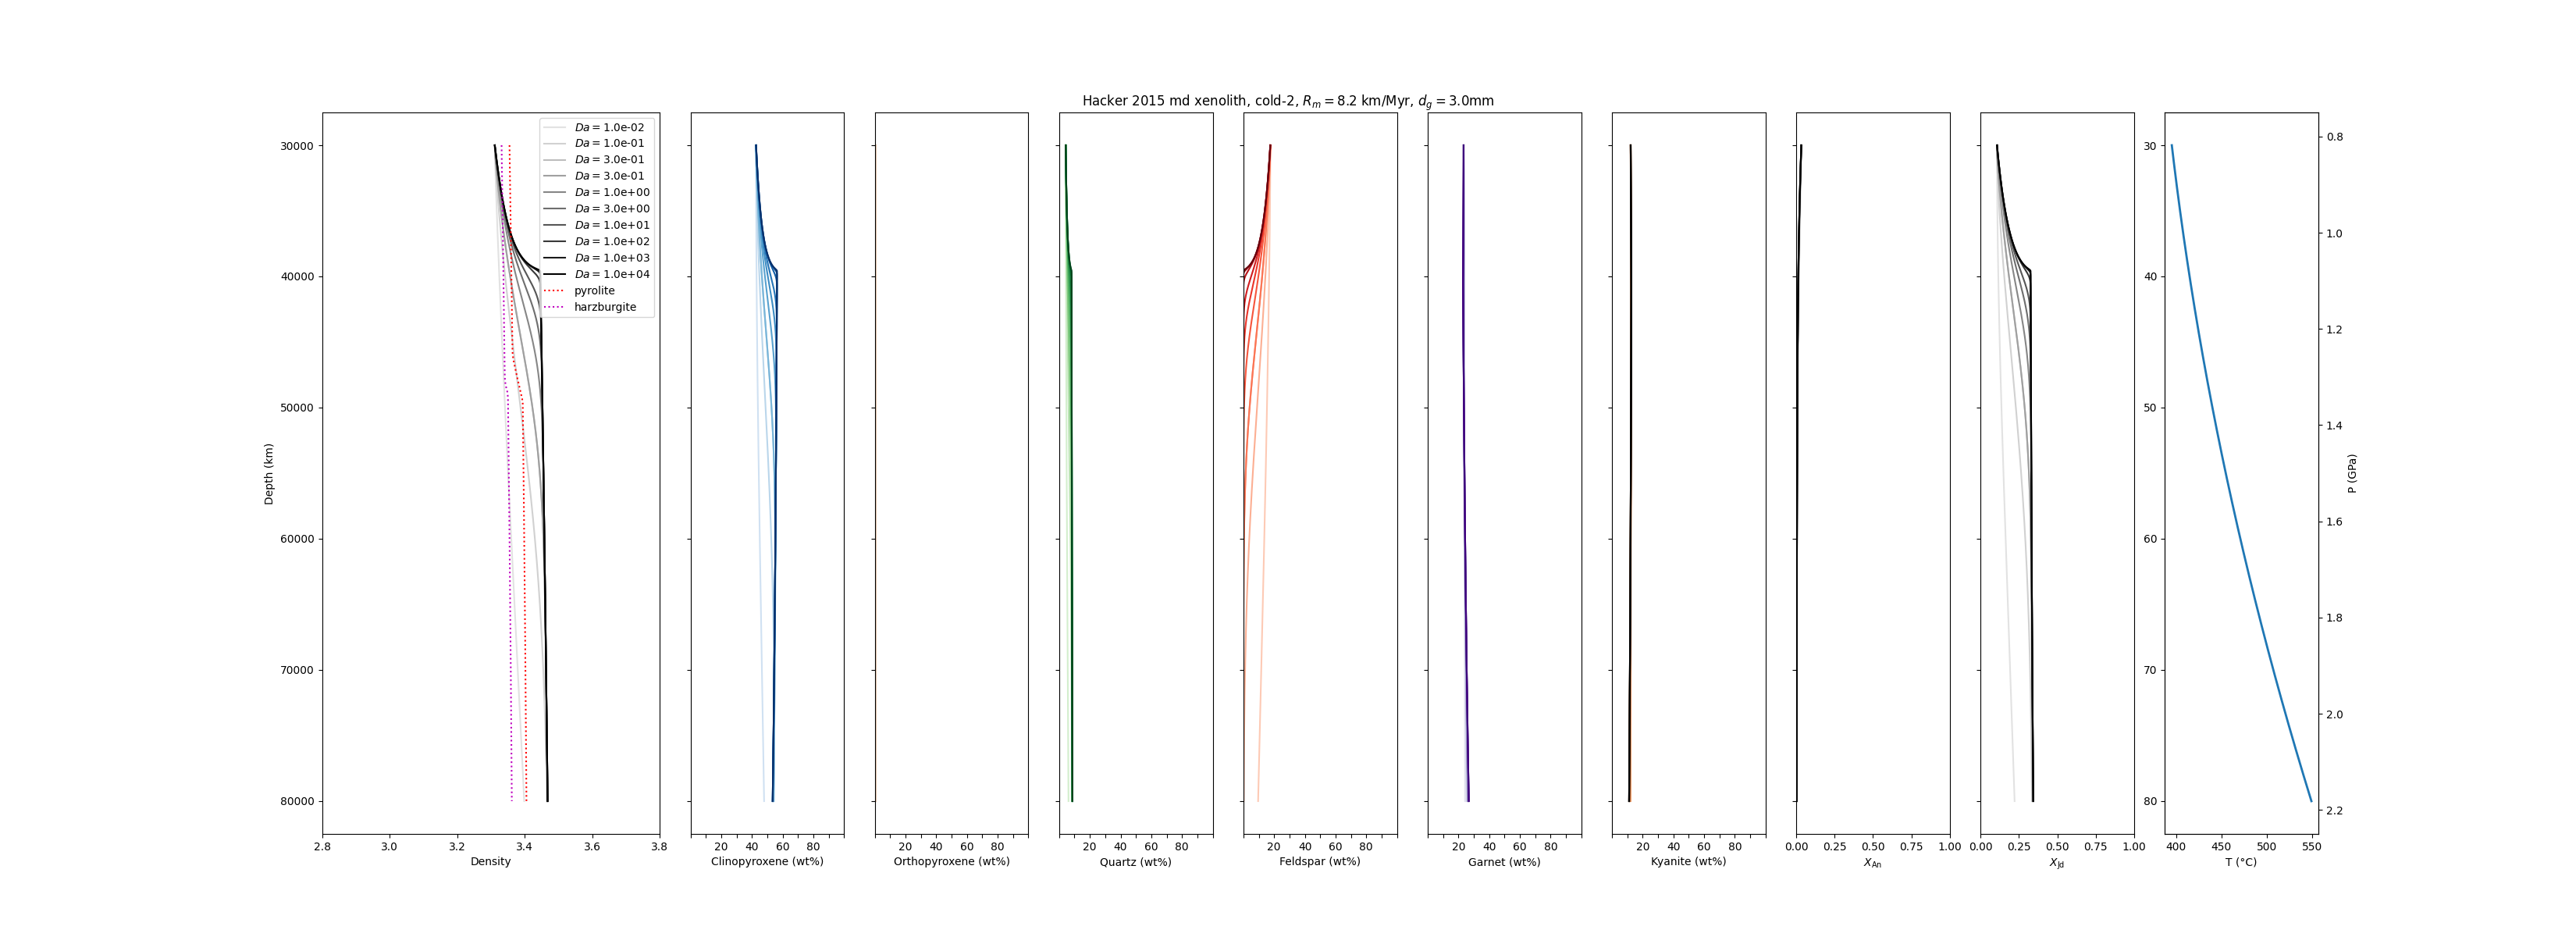 Hacker 2015 md xenolith, cold-2, R_m = 8.2 km/Myr, d_g = 3.0mm
Da = 1.0e-02
Da = 1.0e-01
Da = 3.0e-01
Da = 3.0e-01
Da = 1.0e+00
Da = 3.0e+00
Da = 1.0e+01
Da = 1.0e+02
Da = 1.0e+03
Da = 1.0e+04
pyrolite
harzburgite
Depth (km)
30000
40000
50000
60000
70000
80000
2.8 3.0 3.2 3.4 3.6 3.8
Density
20 40 60 80
Clinopyroxene (wt%)
20 40 60 80
Orthopyroxene (wt%)
20 40 60 80
Quartz (wt%)
20 40 60 80
Feldspar (wt%)
20 40 60 80
Garnet (wt%)
20 40 60 80
Kyanite (wt%)
0.00 0.25 0.50 0.75 1.00
X_An
0.00 0.25 0.50 0.75 1.00
X_Jd
30
40
50
60
70
80
400 450 500 550
T (°C)
0.8
1.0
1.2
1.4
1.6
1.8
2.0
2.2
P (GPa)